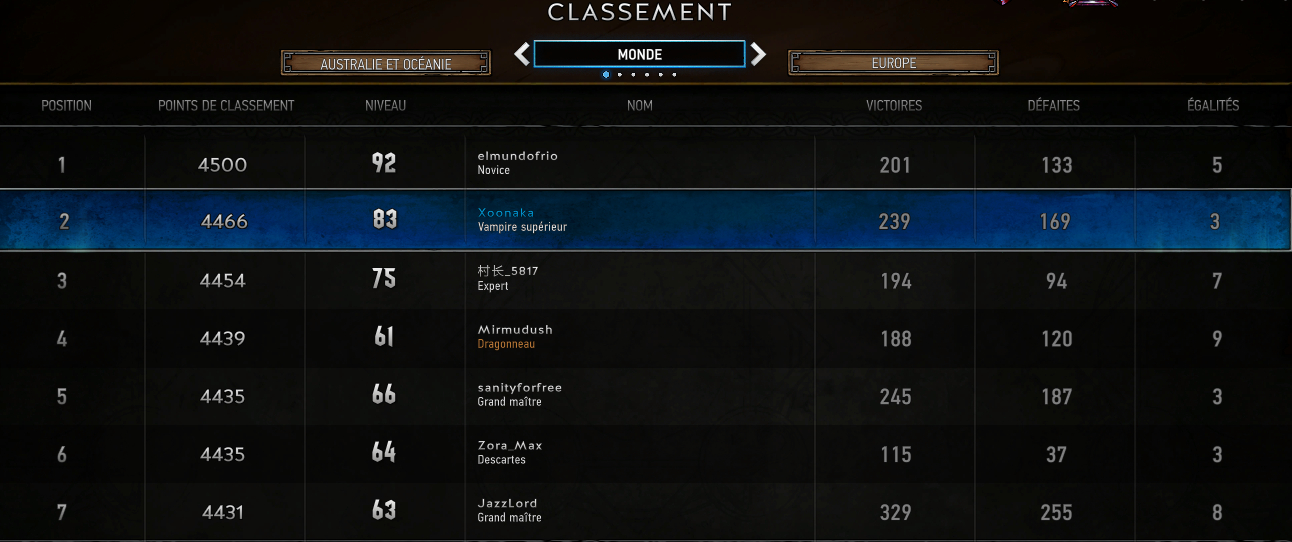 CLASSEMENT
AUSTRALIE ET OCÉANIE MONDE EUROPE
POSITION POINTS DE CLASSEMENT NIVEAU NOM VICTOIRES DÉFAITES ÉGALITÉS
1 4500 92 elmundofrio 201 133 5
Novice
2 4466 83 Xoonaka 239 169 3
Vampire supérieur
3 4454 75 村长_5817 194 94 7
Expert
4 4439 61 Mirmudush 188 120 9
Dragonneau
5 4435 66 sanityforfree 245 187 3
Grand maître
6 4435 64 Zora_Max 115 37 3
Descartes
7 4431 63 JazzLord 329 255 8
Grand maître